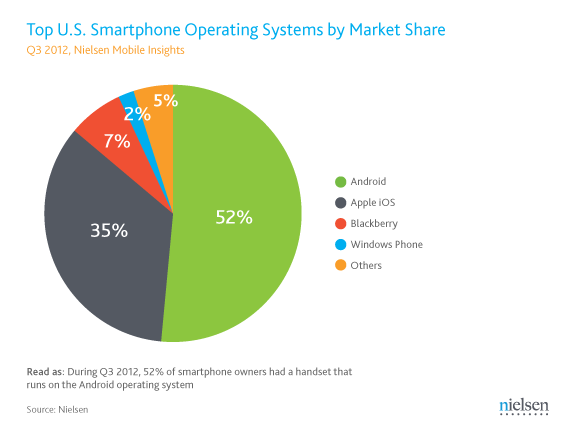 Top U.S. Smartphone Operating Systems by Market Share
Q3 2012, Nielsen Mobile Insights
5%
2%
7%
35%
52%
Android
Apple iOS
Blackberry
Windows Phone
Others
Read as: During Q3 2012, 52% of smartphone owners had a handset that
runs on the Android operating system
Source: Nielsen
nielsen